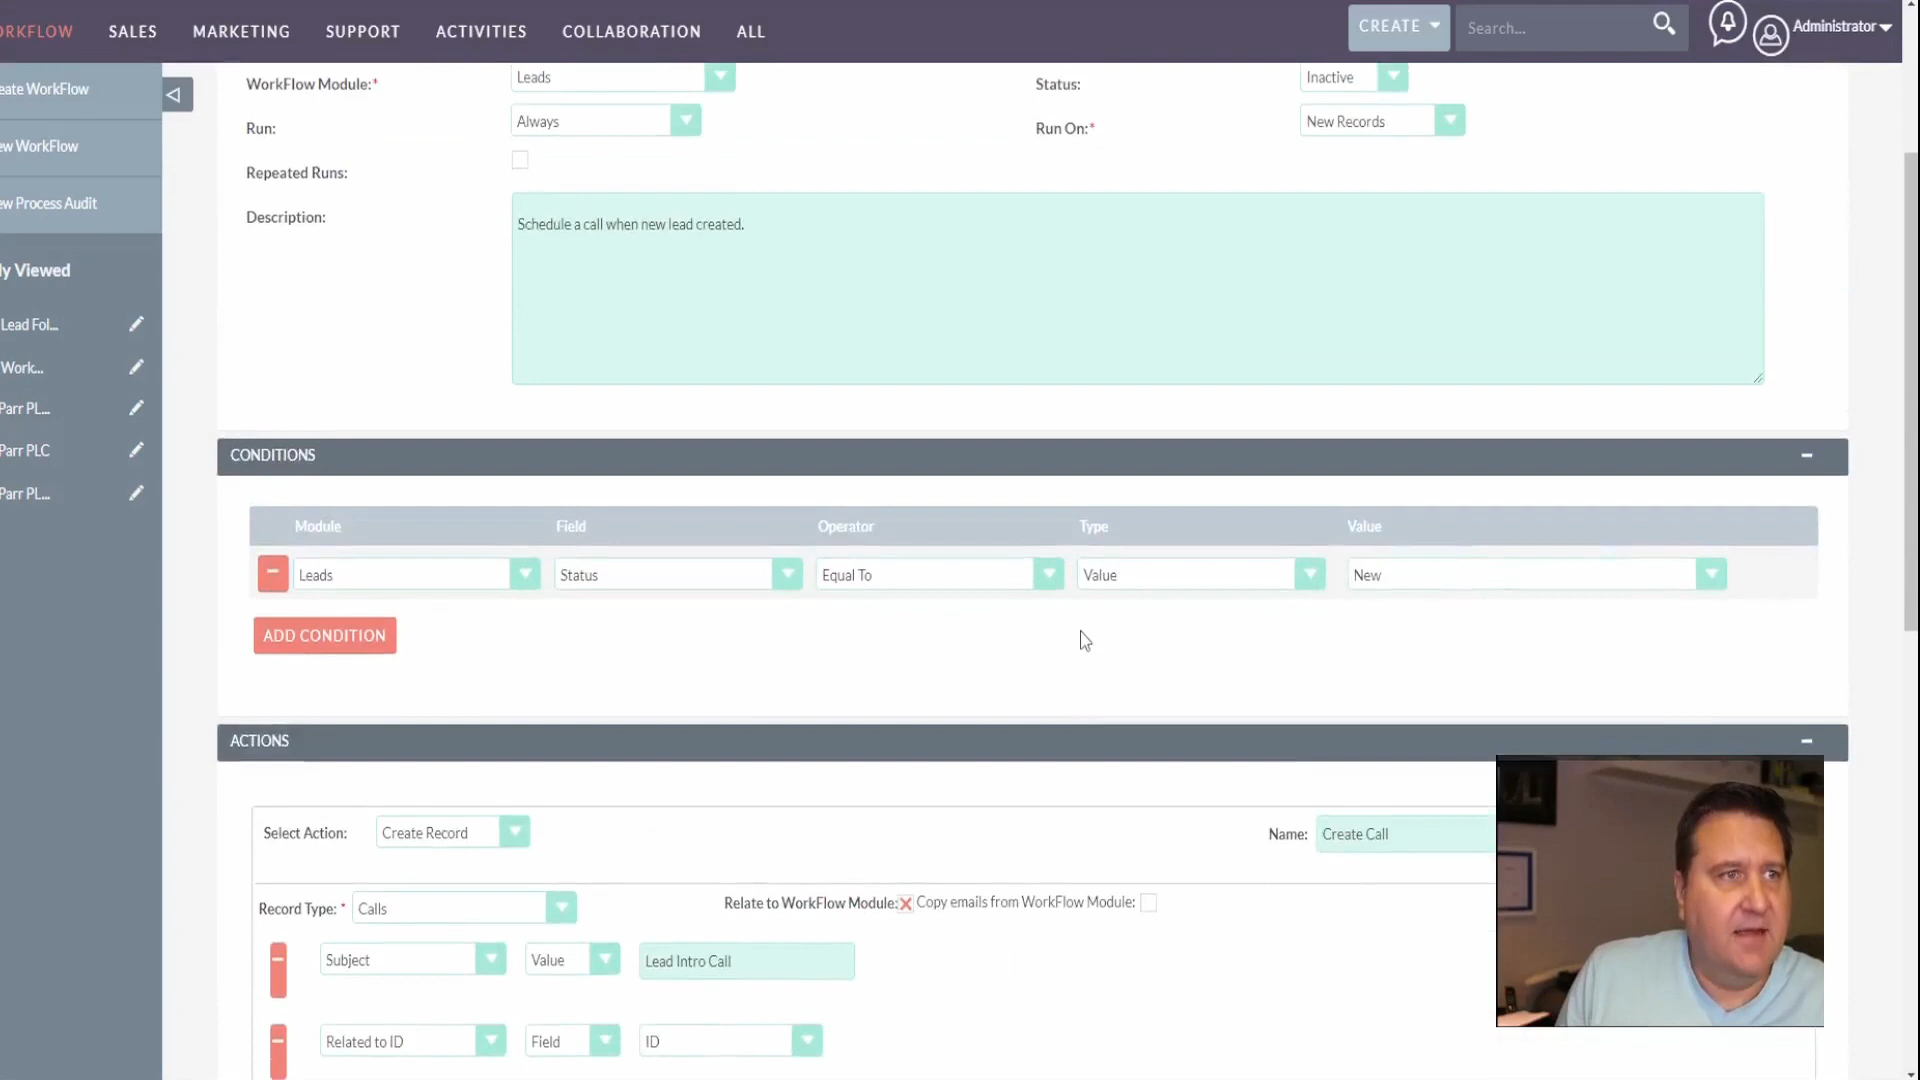 ORKFLOW SALES MARKETING SUPPORT ACTIVITIES COLLABORATION ALL CREATE Search... Administrator
eate WorkFlow
ew WorkFlow
ew Process Audit
ly Viewed
Lead Fol...
Work...
Parr PL...
Parr PLC
Parr PL...
WorkFlow Module:* Leads Status: Inactive
Run: Always Run On:* New Records
Repeated Runs:
Description: Schedule a call when new lead created.
CONDITIONS
Module Field Operator Type Value
Leads Status Equal To Value New
ADD CONDITION
ACTIONS
Select Action: Create Record Name: Create Call
Record Type: * Calls Relate to WorkFlow Module: Copy emails from WorkFlow Module:
Subject Value Lead Intro Call
Related to ID Field ID